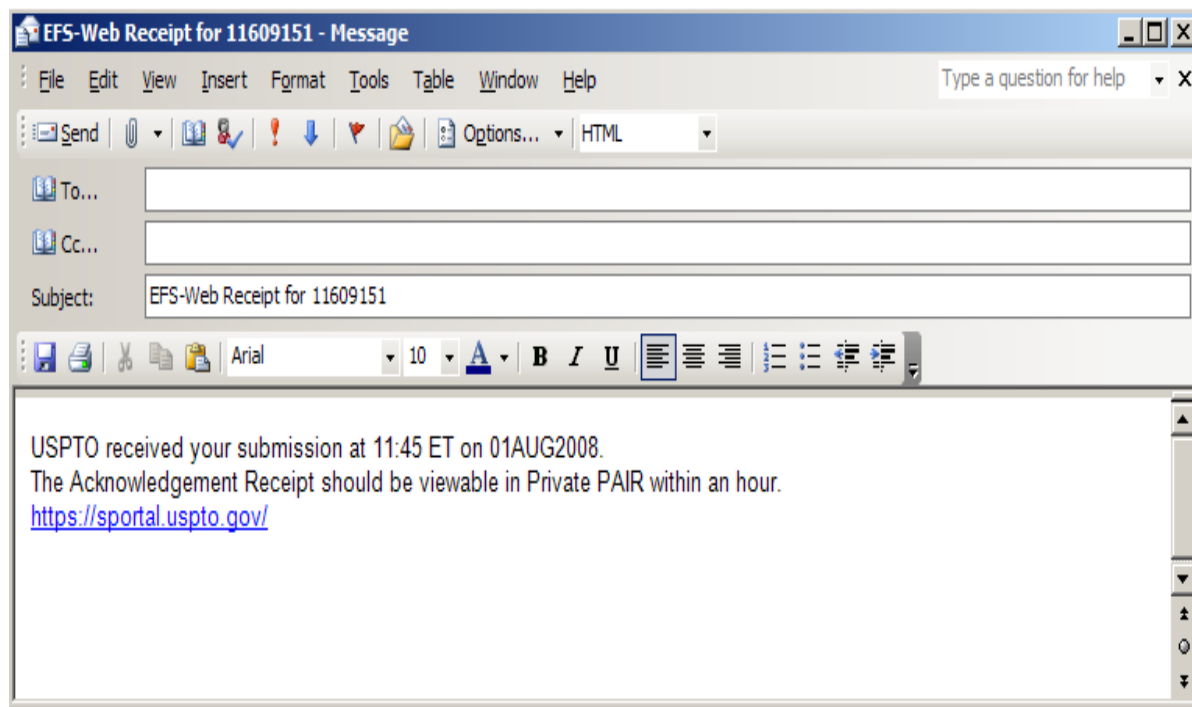 EFS-Web Receipt for 11609151 - Message
File Edit View Insert Format Tools Table Window Help Type a question for help
Send Options... HTML
To...
Cc...
Subject: EFS-Web Receipt for 11609151
Arial 10 A B I U
USPTO received your submission at 11:45 ET on 01AUG2008.
The Acknowledgement Receipt should be viewable in Private PAIR within an hour.
https://sportal.uspto.gov/